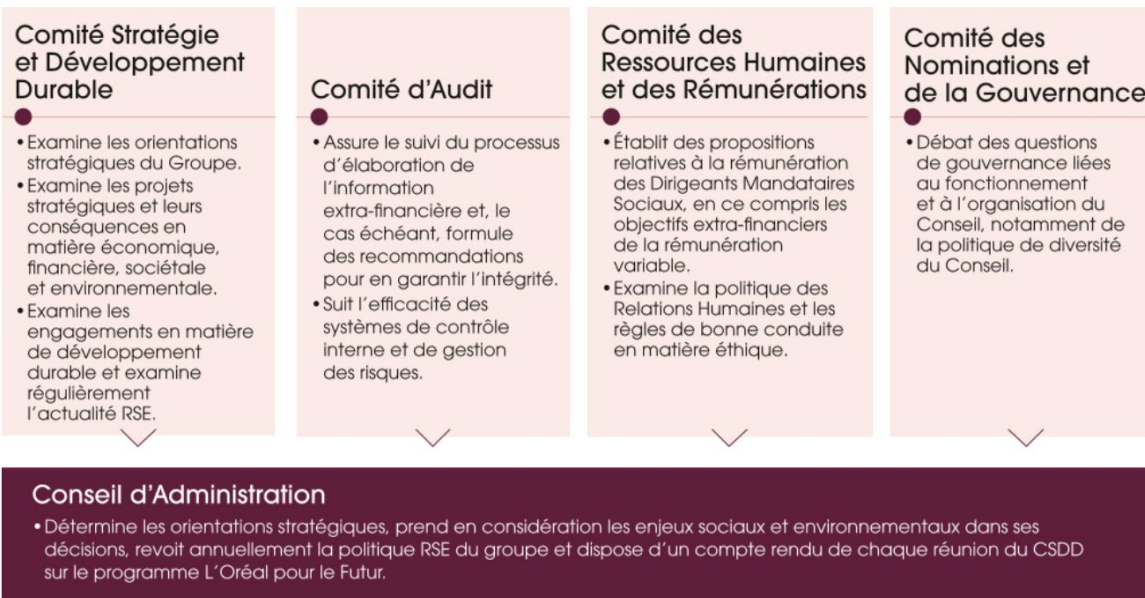 Comité Stratégie
et Développement
Durable
• Examine les orientations
stratégiques du Groupe.
• Examine les projets
stratégiques et leurs
conséquences en
matière économique,
financière, sociétale
et environnementale.
• Examine les
engagements en matière
de développement
durable et examine
régulièrement
l'actualité RSE.
Comité d'Audit
• Assure le suivi du processus
d'élaboration de
l'information
extra-financière et, le
cas échéant, formule
des recommandations
pour en garantir l'intégrité.
• Suit l'efficacité des
systèmes de contrôle
interne et de gestion
des risques.
Comité des
Ressources Humaines
et des Rémunérations
• Établit des propositions
relatives à la rémunération
des Dirigeants Mandataires
Sociaux, en ce compris les
objectifs extra-financiers
de la rémunération
variable.
• Examine la politique des
Relations Humaines et les
règles de bonne conduite
en matière éthique.
Comité des
Nominations et
de la Gouvernance
• Débat des questions
de gouvernance liées
au fonctionnement
et à l'organisation du
Conseil, notamment de
la politique de diversité
du Conseil.
Conseil d'Administration
• Détermine les orientations stratégiques, prend en considération les enjeux sociaux et environnementaux dans ses
décisions, revoit annuellement la politique RSE du groupe et dispose d'un compte rendu de chaque réunion du CSDD
sur le programme L'Oréal pour le Futur.